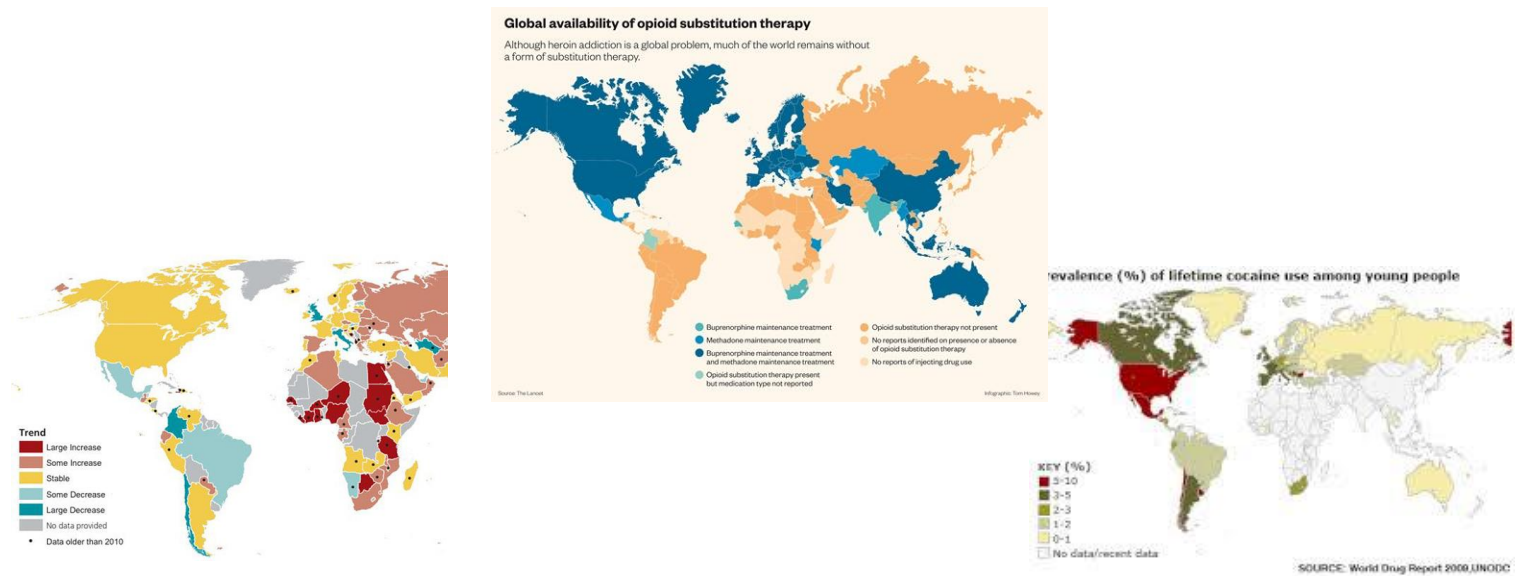 Global availability of opioid substitution therapy
Although heroin addiction is a global problem, much of the world remains without
a form of substitution therapy.
Buprenorphine maintenance treatment
Methadone maintenance treatment
Buprenorphine maintenance treatment
and methadone maintenance treatment
Opioid substitution therapy present
but medication type not reported
Opioid substitution therapy not present
No reports identified on presence or absence
of opioid substitution therapy
No reports of injecting drug use
Source: The Lancet
Infographic: Tom Howey
Trend
Large Increase
Some Increase
Stable
Some Decrease
Large Decrease
No data provided
Data older than 2010
revalence (%) of lifetime cocaine use among young people
KEY (%)
5-10
3-5
2-3
1-2
0-1
No data/recent data
SOURCE: World Drug Report 2009,UNODC